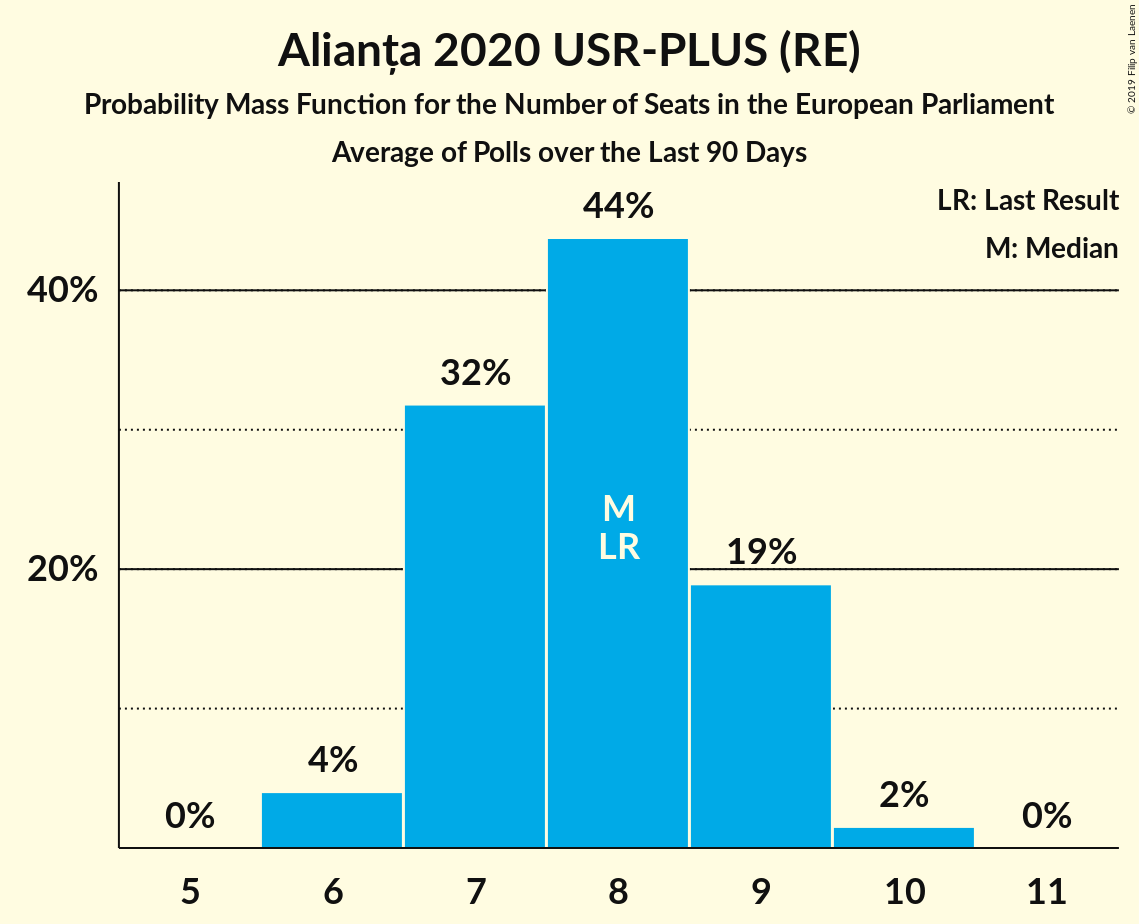 Alianța 2020 USR-PLUS (RE)
Probability Mass Function for the Number of Seats in the European Parliament
Average of Polls over the Last 90 Days
© 2019 Filip van Laenen
LR: Last Result
M: Median
44%
40%
32%
M
LR
19%
20%
4%
2%
0%
0%
5 6 7 8 9 10 11